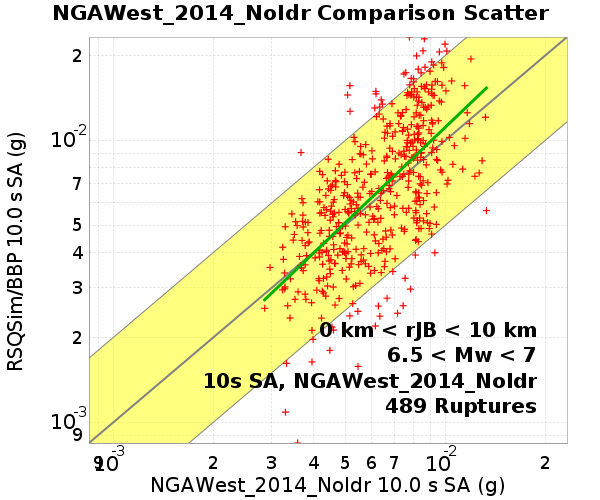 NGAWest_2014_NoIdr Comparison Scatter
RSQSim/BBP 10.0 s SA (g)
2
10-2
7
5
4
3
2
10-3
9
0 km < rJB < 10 km
6.5 < Mw < 7
10s SA, NGAWest_2014_NoIdr
489 Ruptures
9 10-3 2 3 4 5 6 7 10-2 2
NGAWest_2014_NoIdr 10.0 s SA (g)